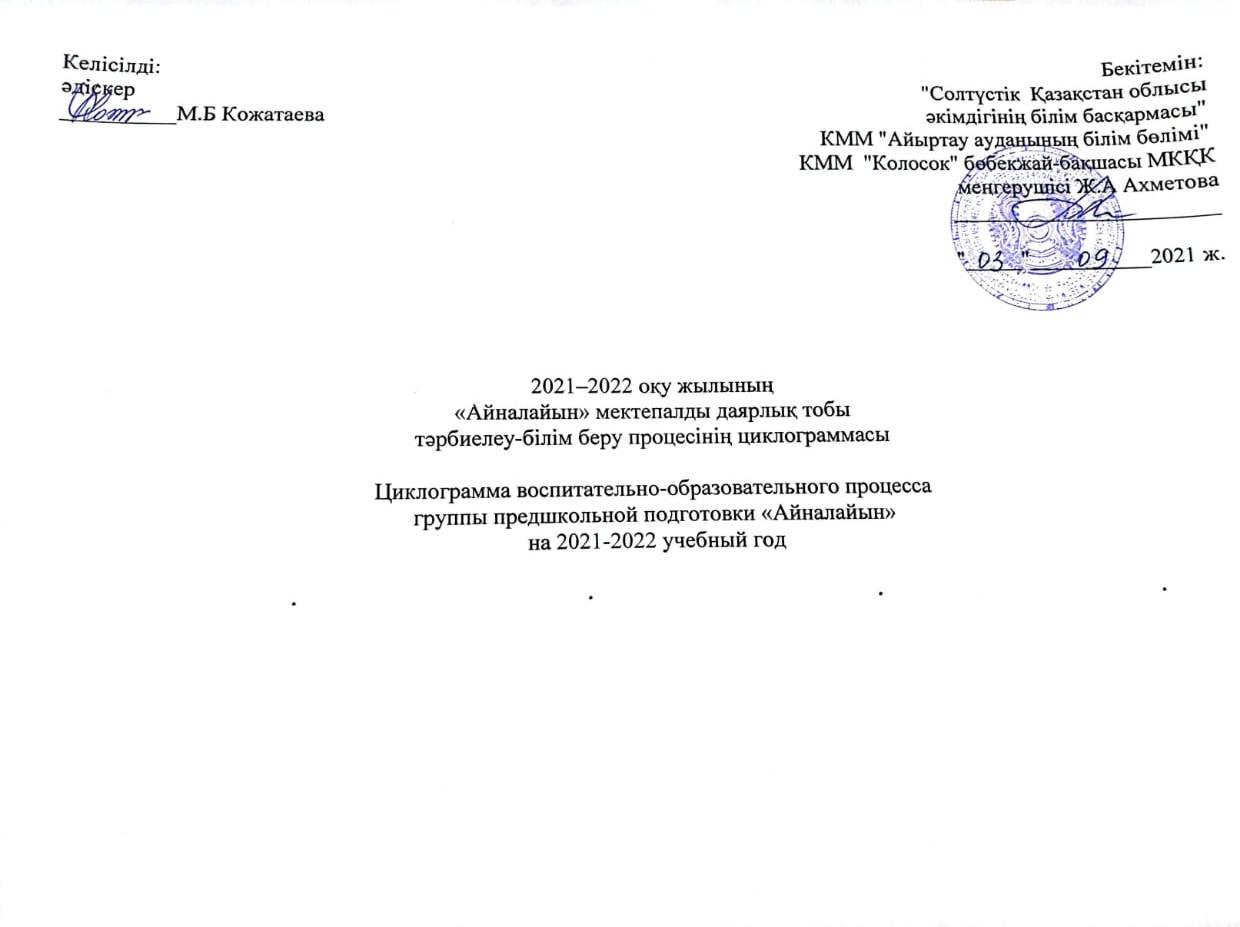 Келісілді:
әдіскер
___________М.Б Кожатаева
Бекітемін:
"Солтүстік Қазақстан облысы
әкімдігінің білім басқармасы"
КММ "Айыртау ауданының білім бөлімі"
КММ "Колосок" бөбекжай-бақшасы МКҚК
меңгерушісі Ж.А Ахметова
"03" 09 2021 ж.
2021–2022 оқу жылының
«Айналайын» мектепалды даярлық тобы
тәрбиелеу-білім беру процесінің циклограммасы
Циклограмма воспитательно-образовательного процесса
группы предшкольной подготовки «Айналайын»
на 2021-2022 учебный год